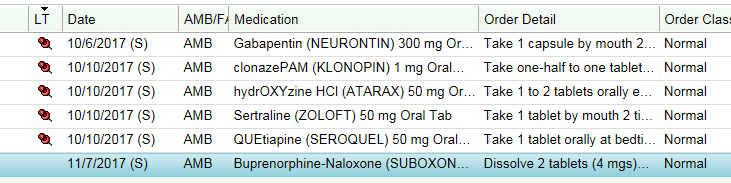 LT Date AMB/FA Medication Order Detail Order Clas
10/6/2017 (S) AMB Gabapentin (NEURONTIN) 300 mg Or... Take 1 capsule by mouth 2... Normal
10/10/2017 (S) AMB clonazePAM (KLONOPIN) 1 mg Oral... Take one-half to one tablet... Normal
10/10/2017 (S) AMB hydrOXYzine HCl (ATARAX) 50 mg Or... Take 1 to 2 tablets orally e... Normal
10/10/2017 (S) AMB Sertraline (ZOLOFT) 50 mg Oral Tab Take 1 tablet by mouth 2 ti... Normal
10/10/2017 (S) AMB QUEtiapine (SEROQUEL) 50 mg Oral... Take 1 tablet orally at bedti... Normal
11/7/2017 (S) AMB Buprenorphine-Naloxone (SUBOXON... Dissolve 2 tablets (4 mgs)... Normal